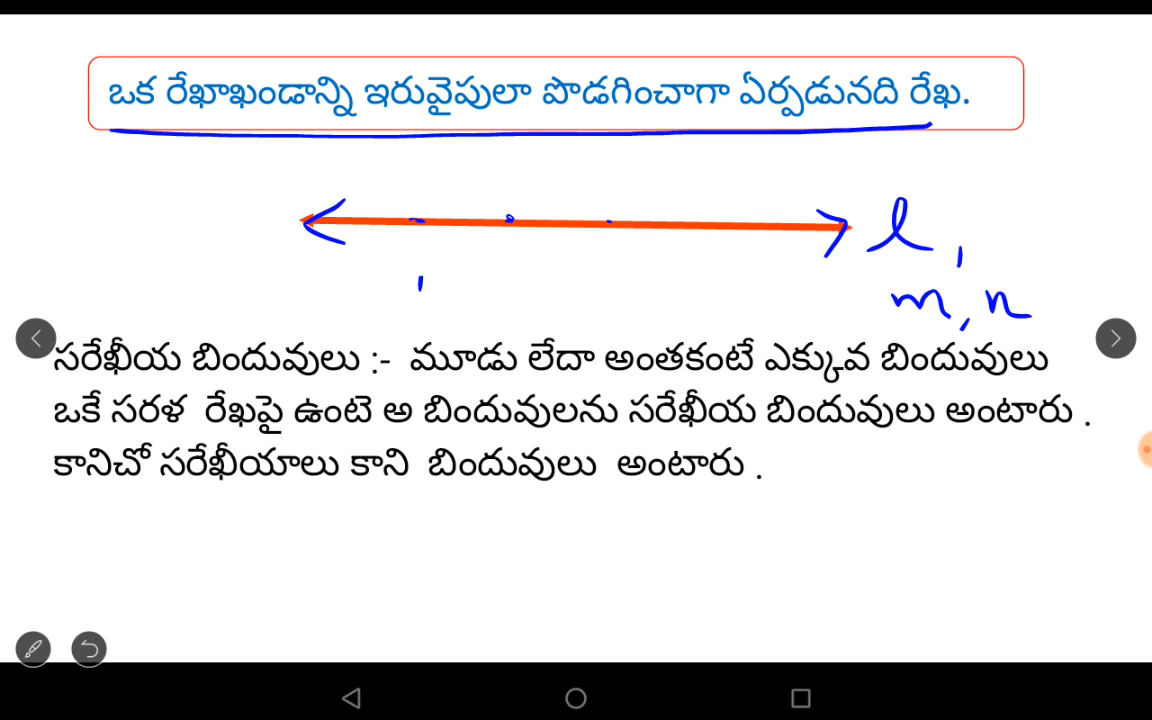 ఒక రేఖాఖండాన్ని ఇరువైపులా పొడగించాగా ఏర్పడునది రేఖ.
l,
m, n
సరేఖీయ బిందువులు :- మూడు లేదా అంతకంటే ఎక్కువ బిందువులు
ఒకే సరళ రేఖపై ఉంటె అ బిందువులను సరేఖీయ బిందువులు అంటారు .
కానిచో సరేఖీయాలు కాని బిందువులు అంటారు .